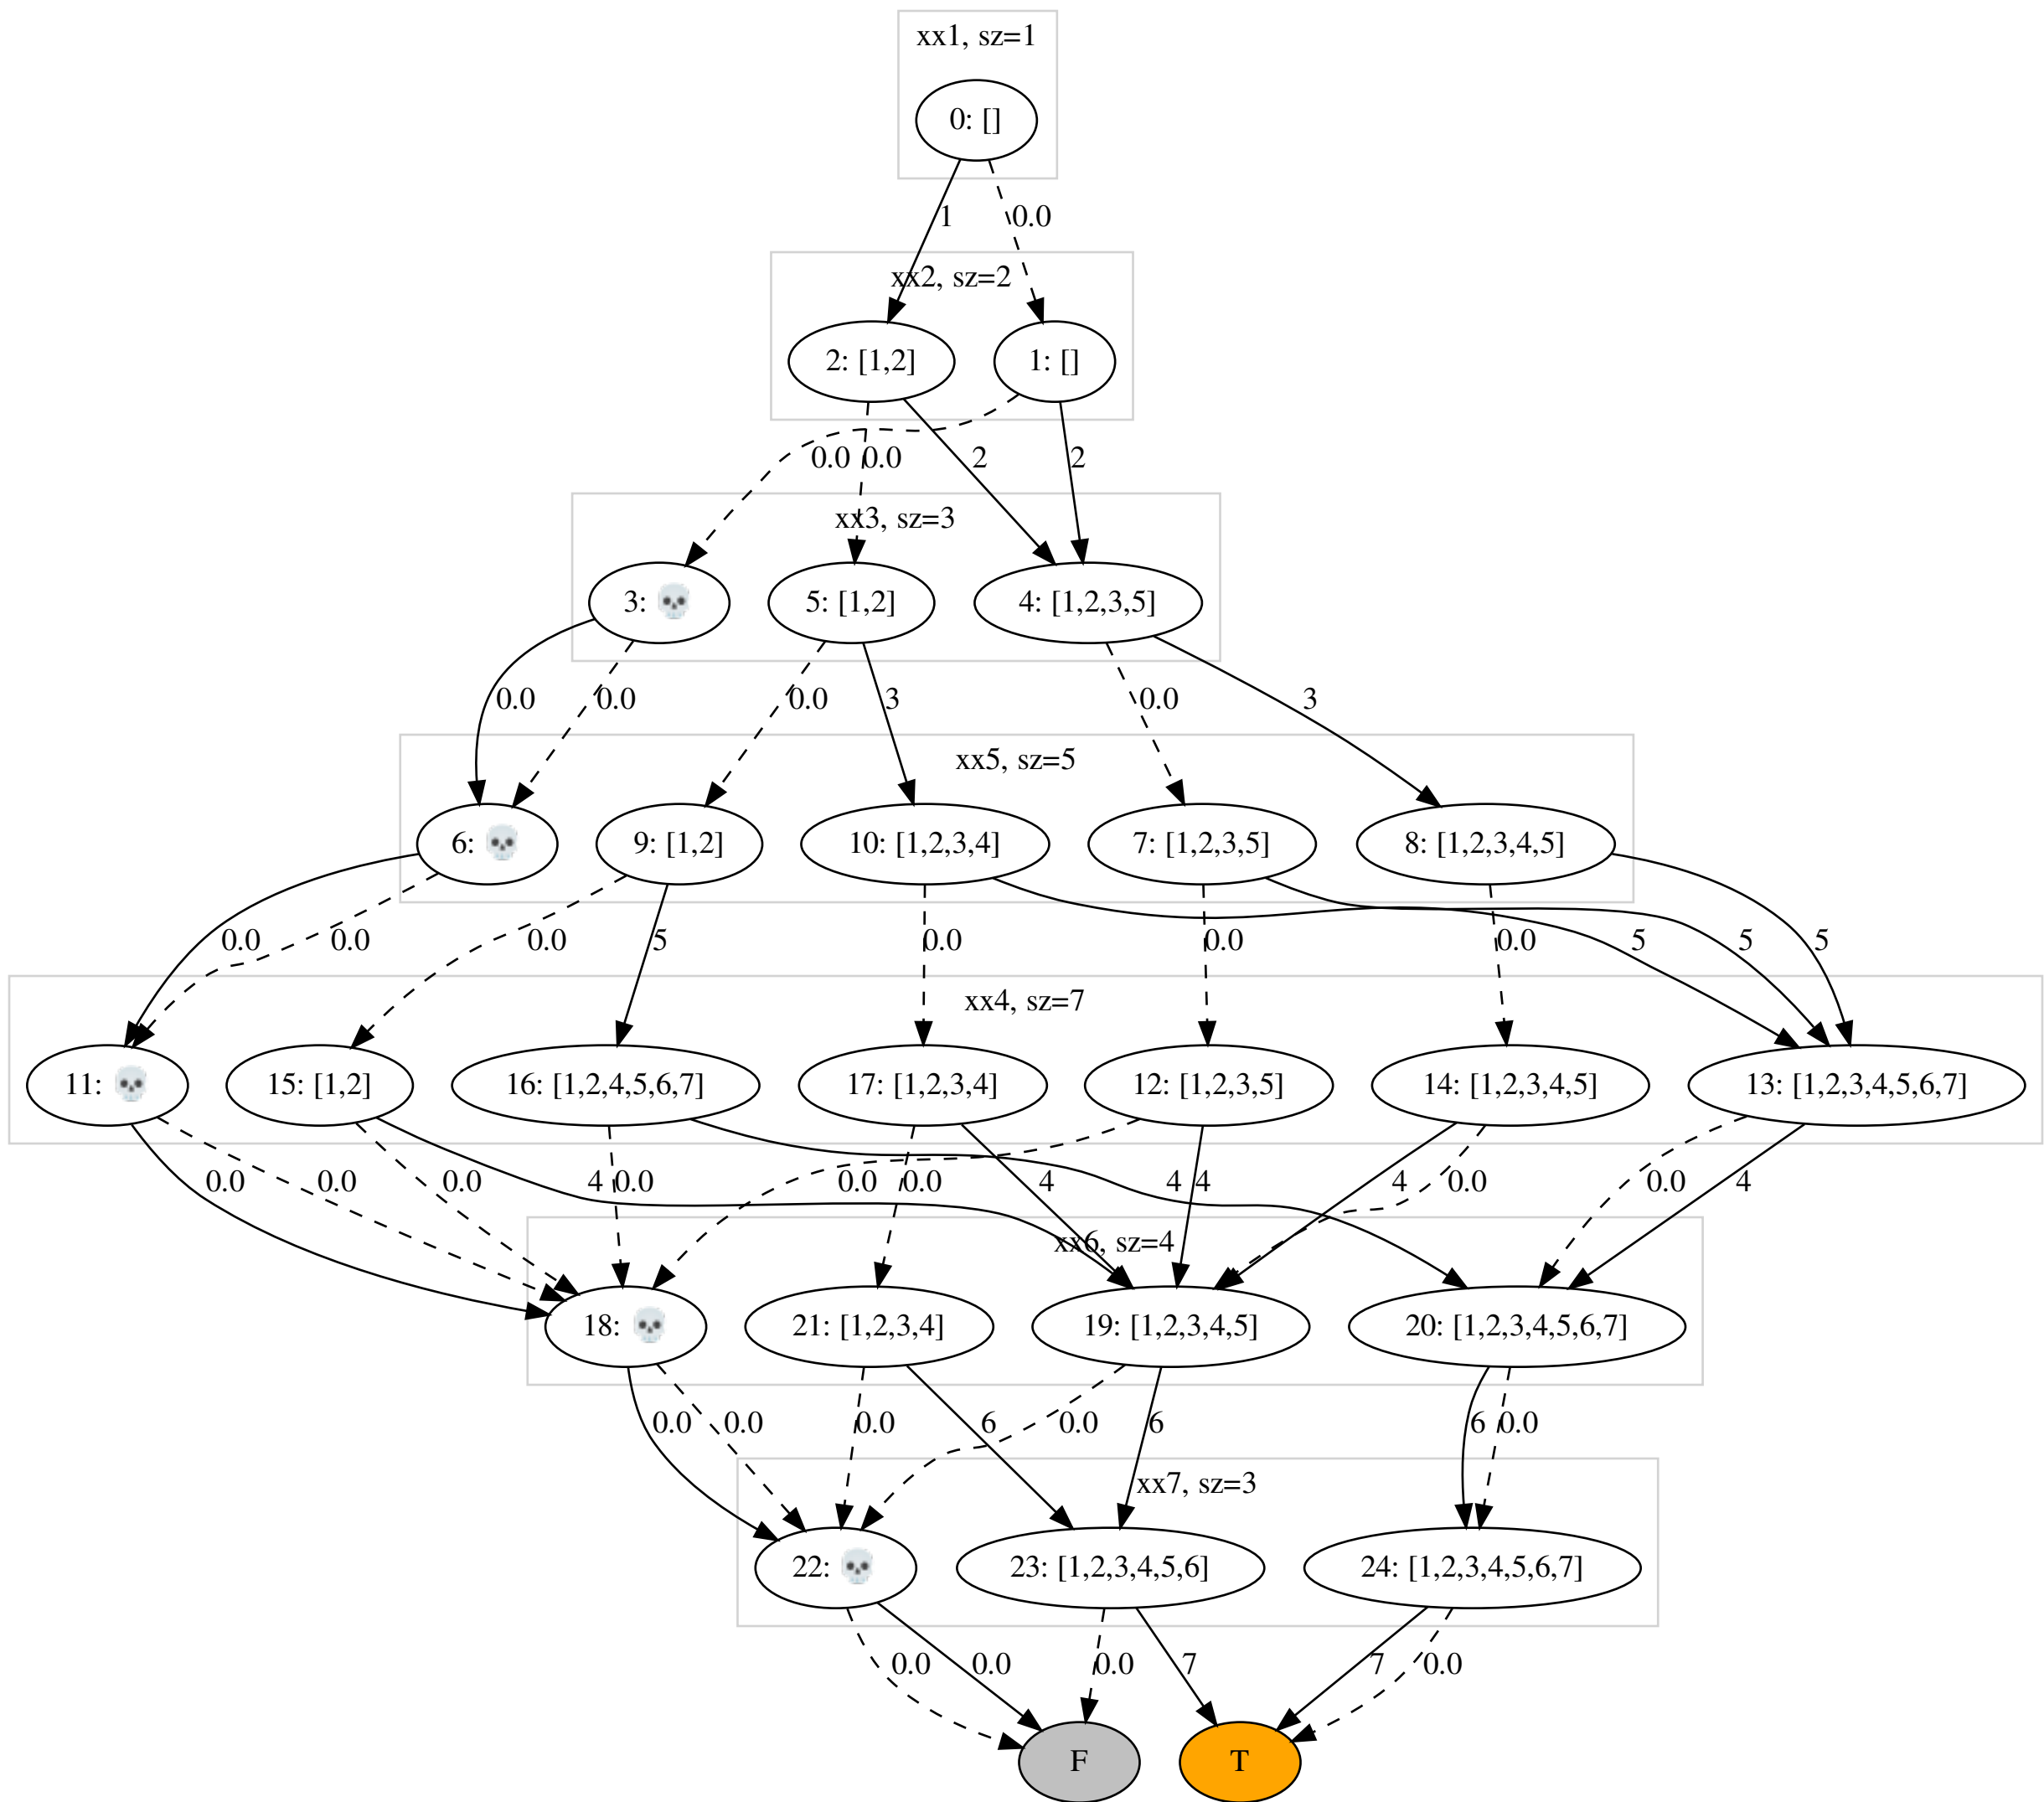 xx1, sz=1
0: []
1 0.0
xx2, sz=2
2: [1,2] 1: []
0.0 0.0 2 2
xx3, sz=3
3: 💀 5: [1,2] 4: [1,2,3,5]
0.0 0.0 0.0 3 0.0 3
xx5, sz=5
6: 💀 9: [1,2] 10: [1,2,3,4] 7: [1,2,3,5] 8: [1,2,3,4,5]
0.0 0.0 0.0 5 0.0 0.0 0.0 5 5 5
xx4, sz=7
11: 💀 15: [1,2] 16: [1,2,4,5,6,7] 17: [1,2,3,4] 12: [1,2,3,5] 14: [1,2,3,4,5] 13: [1,2,3,4,5,6,7]
0.0 0.0 0.0 4 0.0 0.0 0.0 4 4 4 4 0.0 0.0 4
xx6, sz=4
18: 💀 21: [1,2,3,4] 19: [1,2,3,4,5] 20: [1,2,3,4,5,6,7]
0.0 0.0 0.0 6 0.0 6 6 0.0
xx7, sz=3
22: 💀 23: [1,2,3,4,5,6] 24: [1,2,3,4,5,6,7]
0.0 0.0 0.0 7 7 0.0
F T